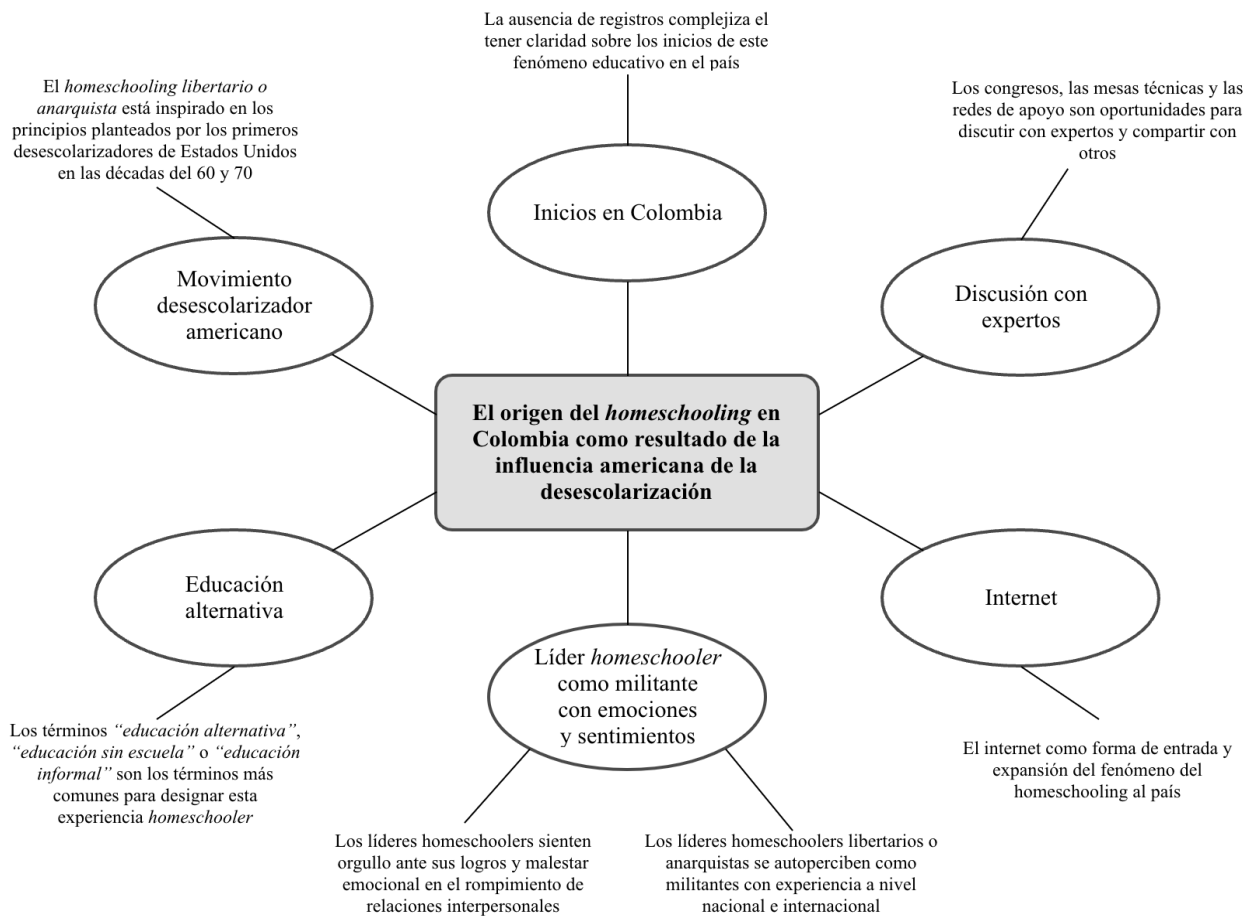 La ausencia de registros complejiza el
tener claridad sobre los inicios de este
fenómeno educativo en el país
El homeschooling libertario o
anarquista está inspirado en los
principios planteados por los primeros
desescolarizadores de Estados Unidos
en las décadas del 60 y 70
Los congresos, las mesas técnicas y las
redes de apoyo son oportunidades para
discutir con expertos y compartir con
otros
Inicios en Colombia
Movimiento
desescolarizador
americano
Discusión con
expertos
El origen del homeschooling en
Colombia como resultado de la
influencia americana de la
desescolarización
Educación
alternativa
Internet
Líder homeschooler
como militante
con emociones
y sentimientos
Los términos “educación alternativa”,
“educación sin escuela” o “educación
informal” son los términos más
comunes para designar esta
experiencia homeschooler
El internet como forma de entrada y
expansión del fenómeno del
homeschooling al país
Los líderes homeschoolers sienten
orgullo ante sus logros y malestar
emocional en el rompimiento de
relaciones interpersonales
Los líderes homeschoolers libertarios o
anarquistas se autoperciben como
militantes con experiencia a nivel
nacional e internacional